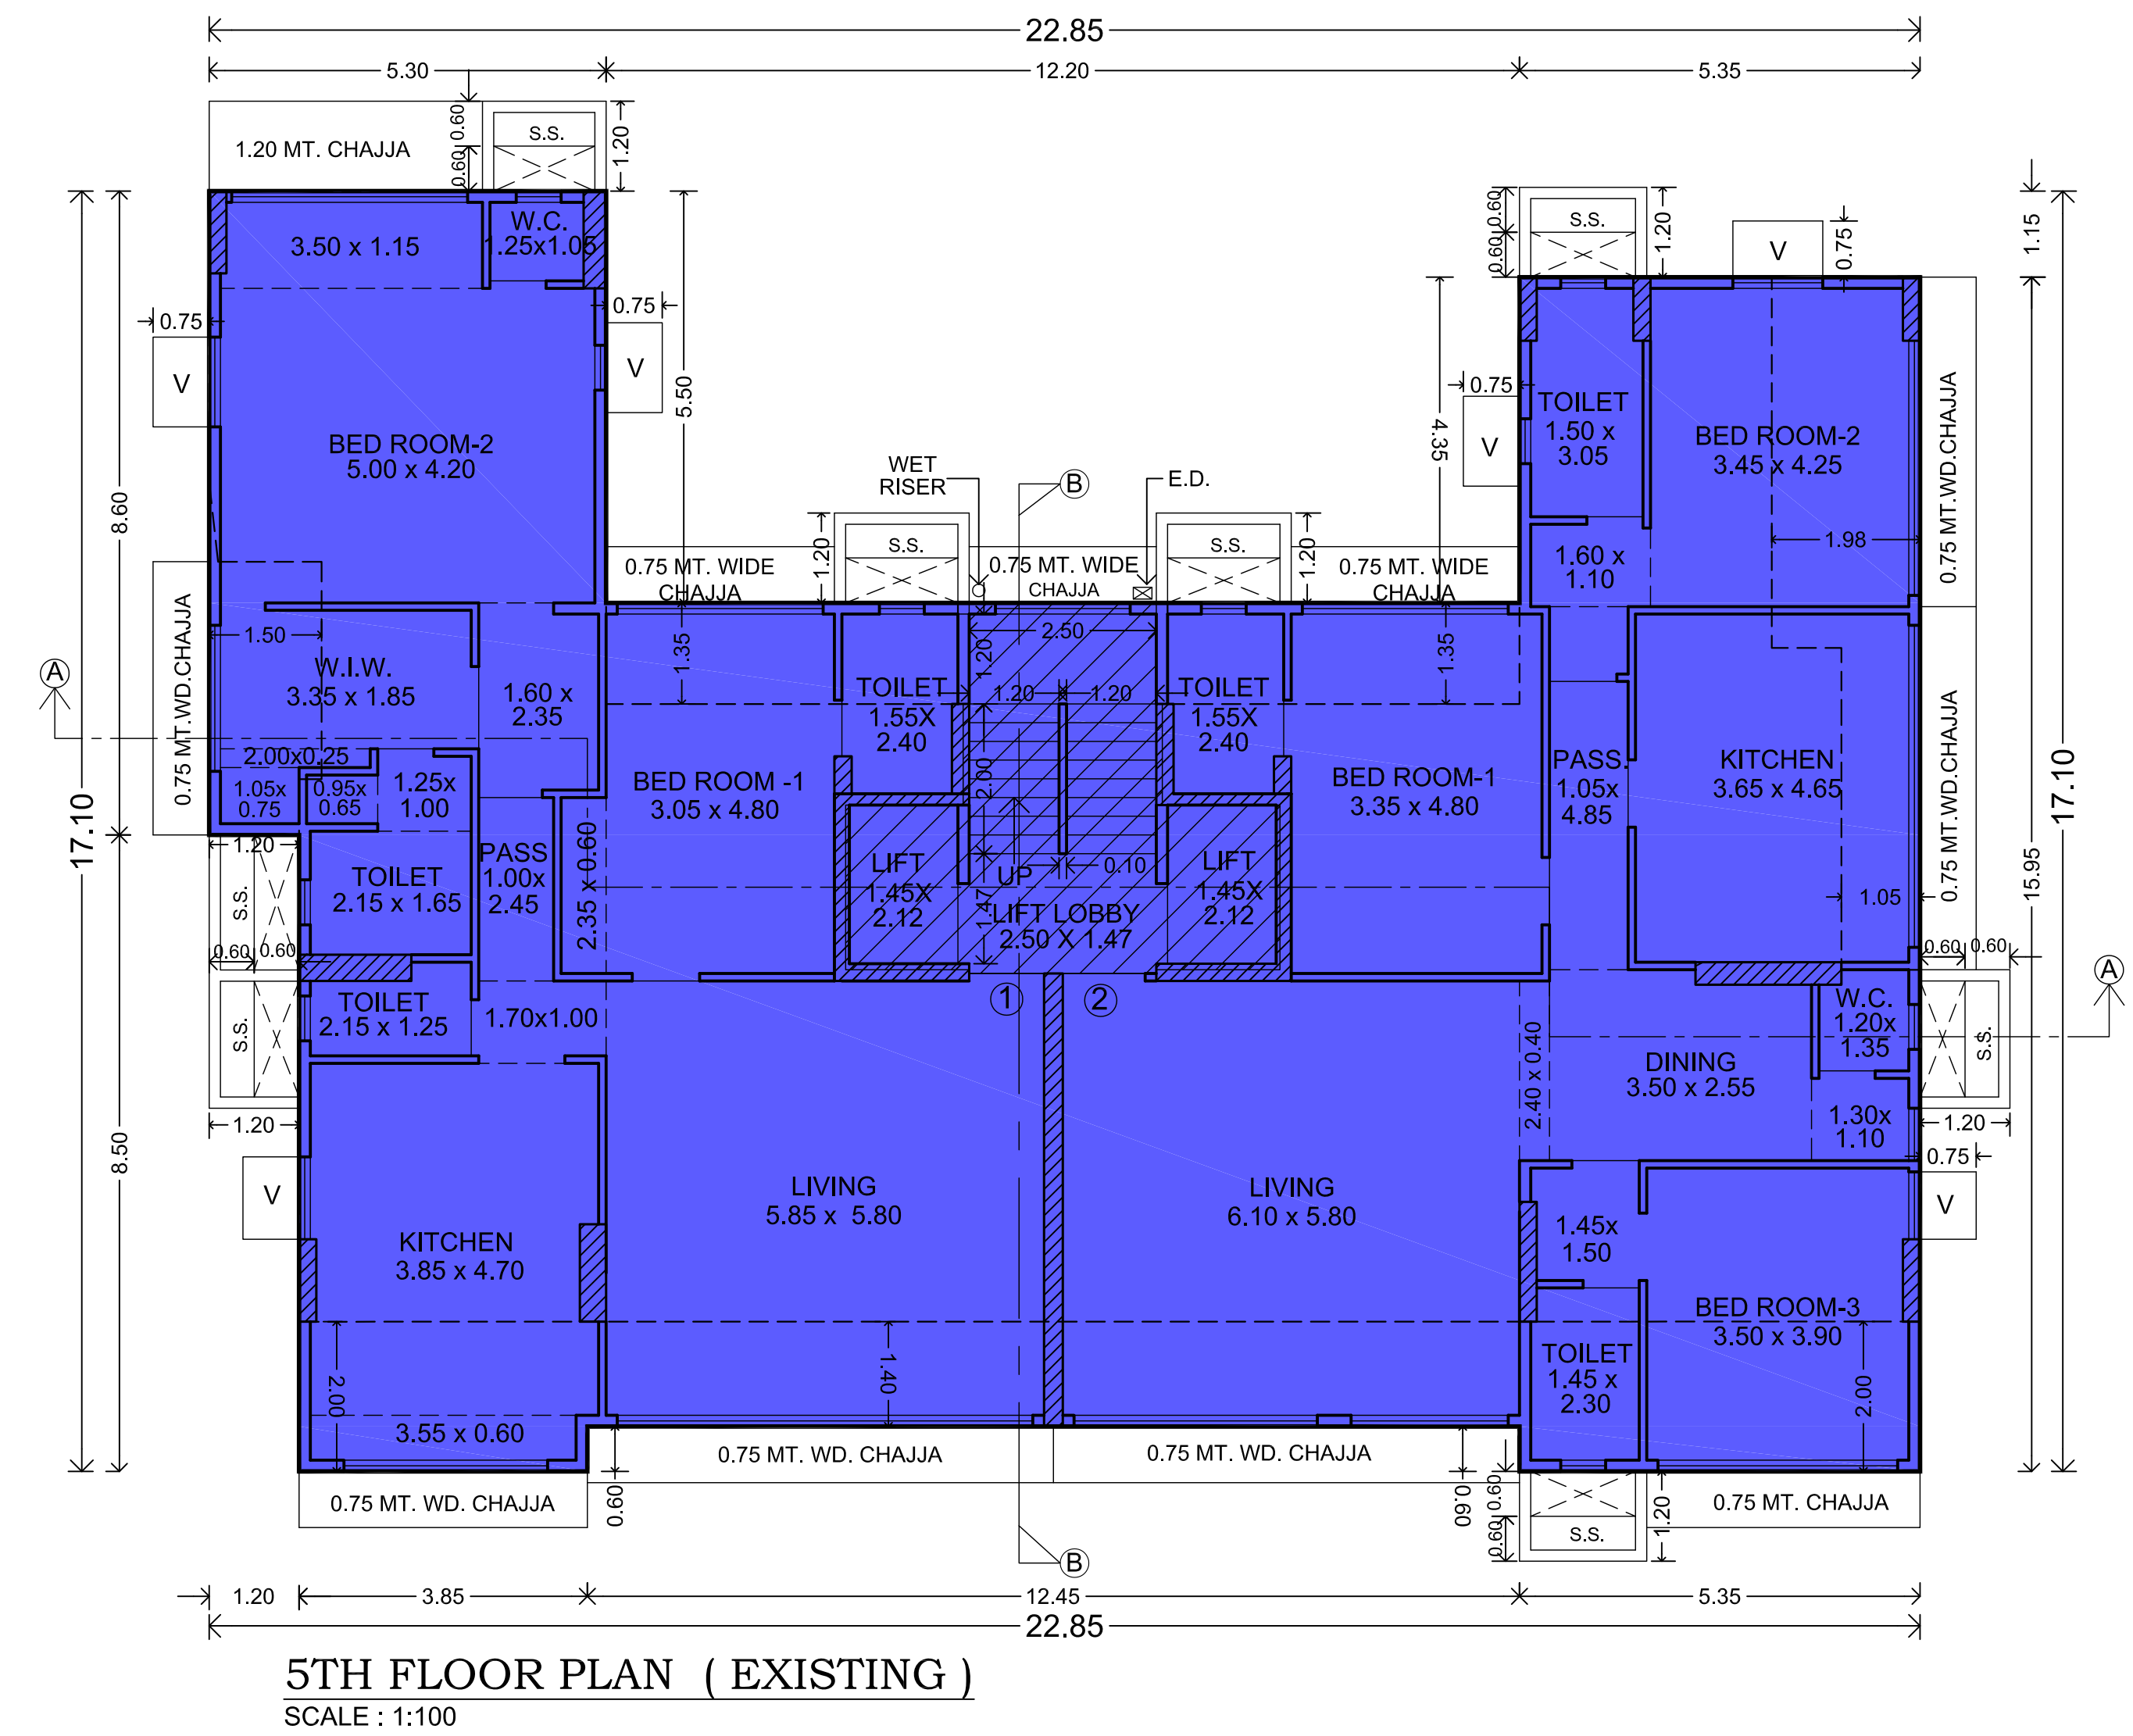 22.85
5.30
12.20
5.35
1.20 MT. CHAJJA
0.60
0.60
S.S.
1.20
W.C.
1.25x1.05
3.50 x 1.15
0.75
V
0.75
V
5.50
8.60
17.10
BED ROOM-2
5.00 x 4.20
0.60
0.60
S.S.
1.20
V
0.75
1.15
0.75
V
4.35
TOILET
1.50 x
3.05
BED ROOM-2
3.45 x 4.25
0.75 MT.WD.CHAJJA
1.60 x
1.10
1.98
WET
RISER
B
E.D.
0.75 MT. WIDE
CHAJJA
1.20
S.S.
0.75 MT. WIDE
CHAJJA
S.S.
1.20
0.75 MT. WIDE
CHAJJA
0.75 MT.WD.CHAJJA
1.50
W.I.W.
3.35 x 1.85
A
1.60 x
2.35
2.00x0.25
1.05x
0.75
0.95x
0.65
1.25x
1.00
1.35
BED ROOM -1
3.05 x 4.80
TOILET
1.55X
2.40
2.50
1.20
1.20
1.20
2.00
TOILET
1.55X
2.40
1.35
BED ROOM-1
3.35 x 4.80
PASS.
1.05x
4.85
KITCHEN
3.65 x 4.65
0.75 MT.WD.CHAJJA
17.10
15.95
1.05
1.20
S.S.
0.60
0.60
TOILET
2.15 x 1.65
PASS
1.00x
2.45
2.35 x 0.60
LIFT
1.45X
2.12
UP
0.10
1.47
LIFT LOBBY
2.50 X 1.47
LIFT
1.45X
2.12
0.60
0.60
S.S.
TOILET
2.15 x 1.25
1.70x1.00
1
2
W.C.
1.20x
1.35
S.S.
A
DINING
3.50 x 2.55
2.40 x 0.40
1.30x
1.10
1.20
0.75
V
1.20
8.50
V
KITCHEN
3.85 x 4.70
LIVING
5.85 x 5.80
LIVING
6.10 x 5.80
1.45x
1.50
BED ROOM-3
3.50 x 3.90
TOILET
1.45 x
2.30
2.00
1.40
2.00
3.55 x 0.60
0.75 MT. WD. CHAJJA
0.60
0.75 MT. WD. CHAJJA
0.75 MT. WD. CHAJJA
0.60
0.60
0.60
S.S.
1.20
0.75 MT. CHAJJA
B
1.20
3.85
12.45
5.35
22.85
5TH FLOOR PLAN ( EXISTING )
SCALE : 1:100